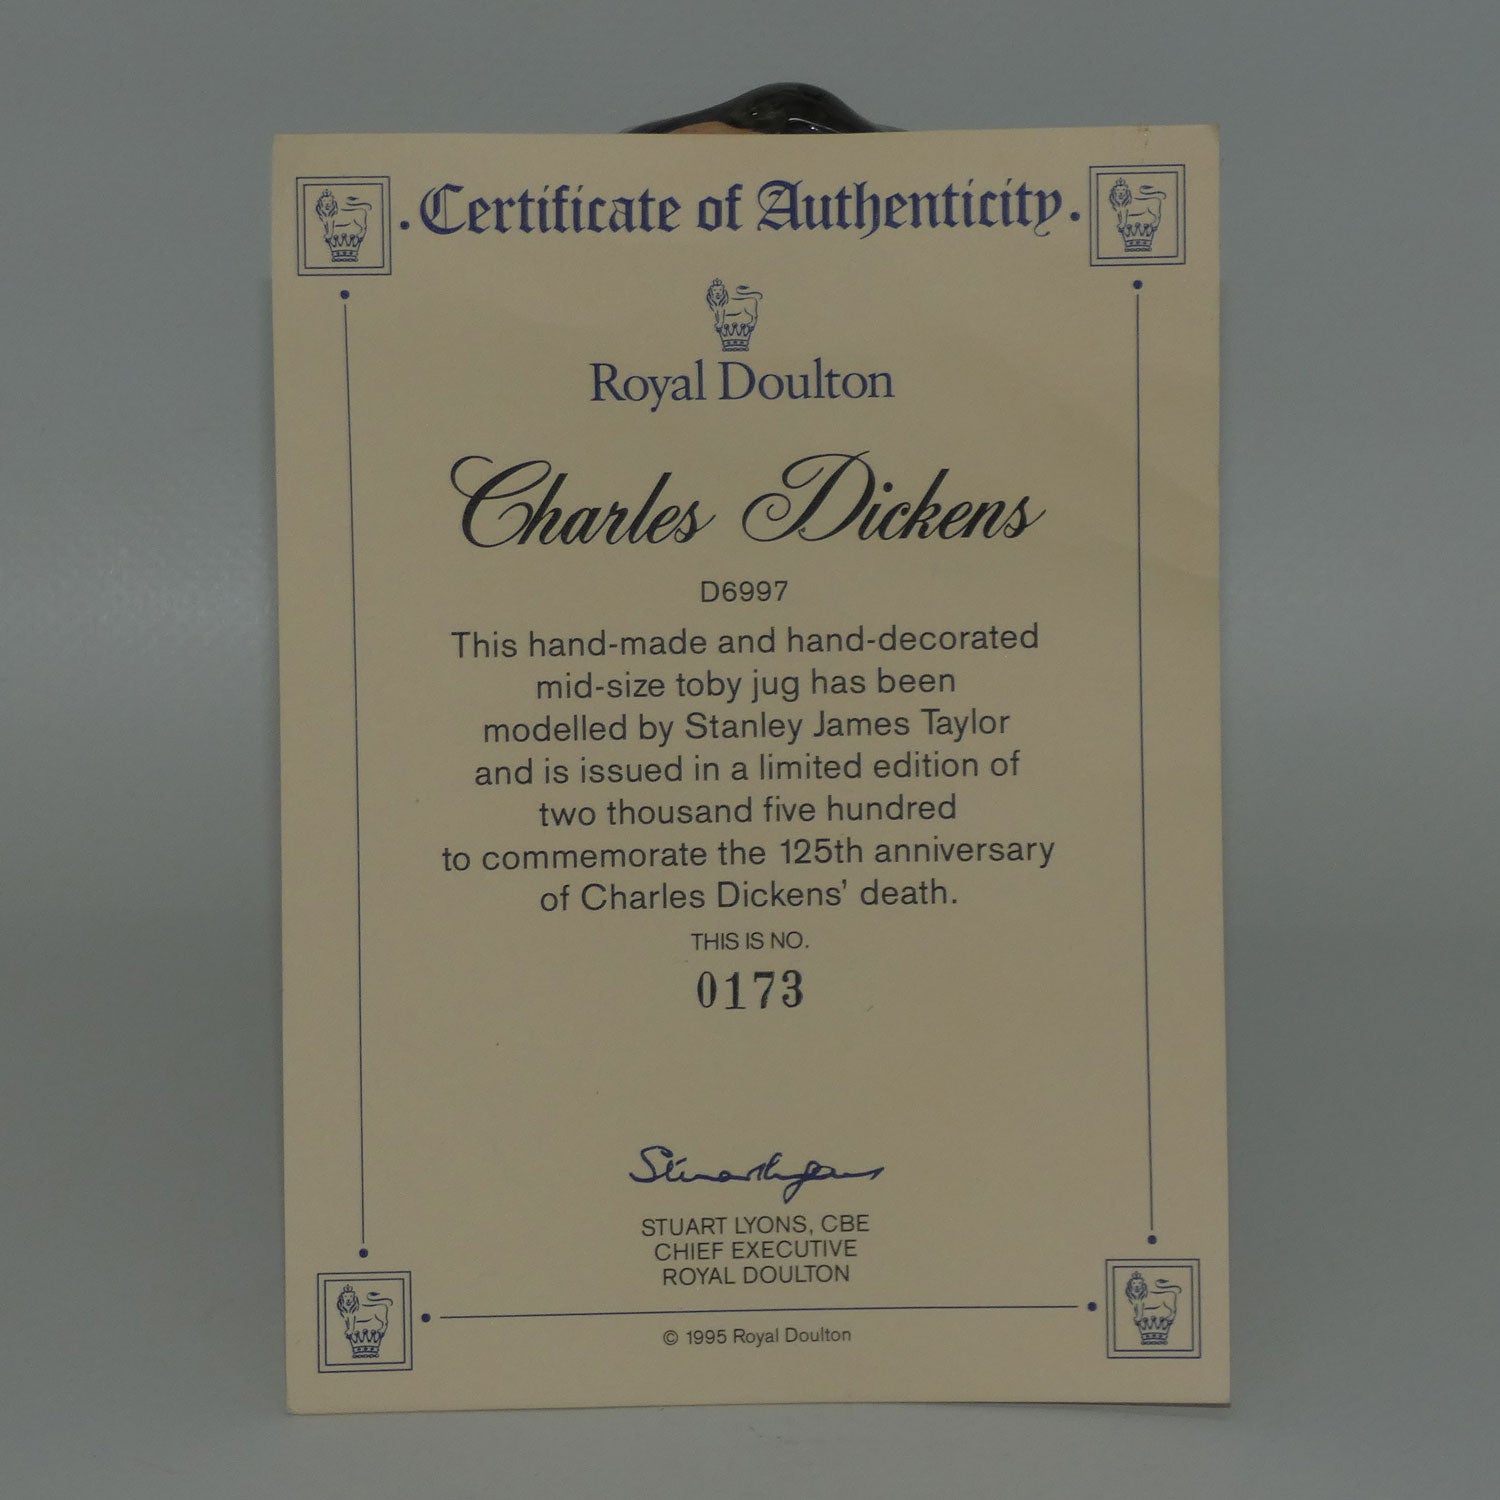 · Certificate of Authenticity ·
Royal Doulton
Charles Dickens
D6997
This hand-made and hand-decorated
mid-size toby jug has been
modelled by Stanley James Taylor
and is issued in a limited edition of
two thousand five hundred
to commemorate the 125th anniversary
of Charles Dickens’ death.
THIS IS NO.
0173
Stuart Lyons
STUART LYONS, CBE
CHIEF EXECUTIVE
ROYAL DOULTON
© 1995 Royal Doulton